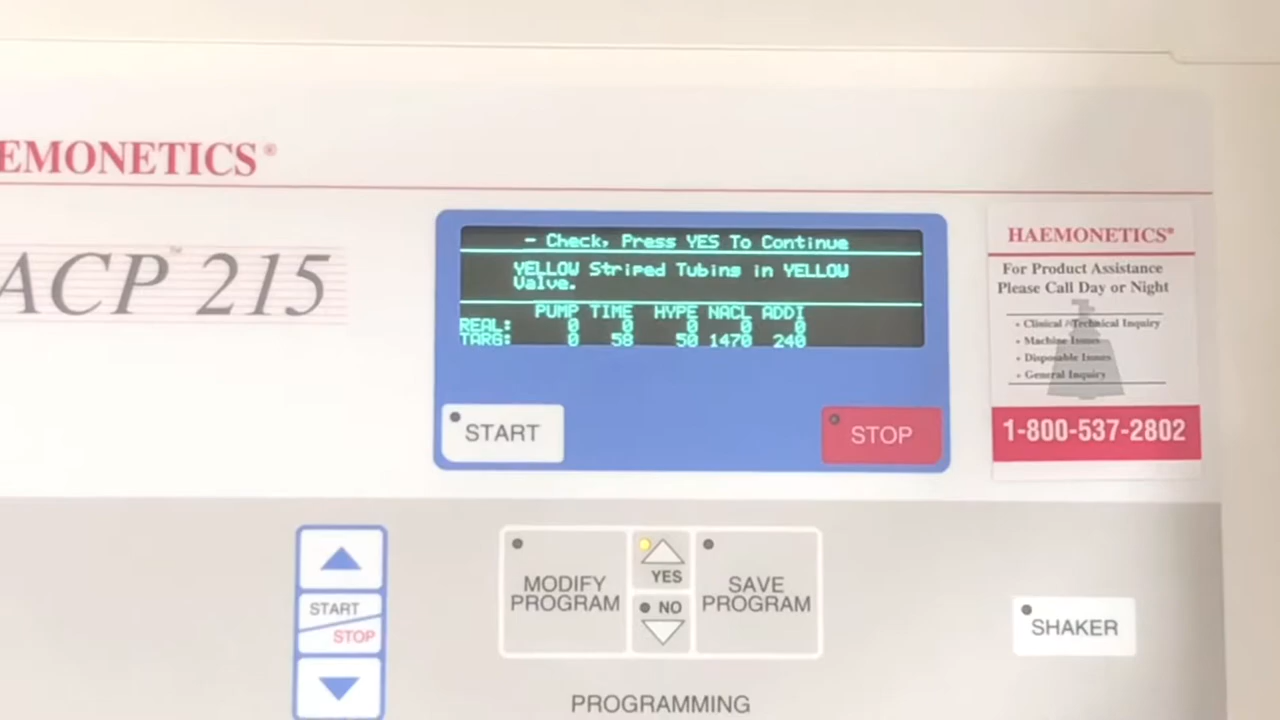 EMONETICS®
ACP™ 215
- Check, Press YES To Continue
YELLOW Striped Tubing in YELLOW
Valve.
PUMP TIME HYPE NACL ADDI
REAL: 0 0 0 0 0
TARG: 0 58 50 1470 240
START
STOP
HAEMONETICS®
For Product Assistance
Please Call Day or Night
• Clinical / Technical Inquiry
• Machine Issues
• Disposable Issues
• General Inquiry
1-800-537-2802
START
STOP
MODIFY
PROGRAM
YES
NO
SAVE
PROGRAM
SHAKER
PROGRAMMING